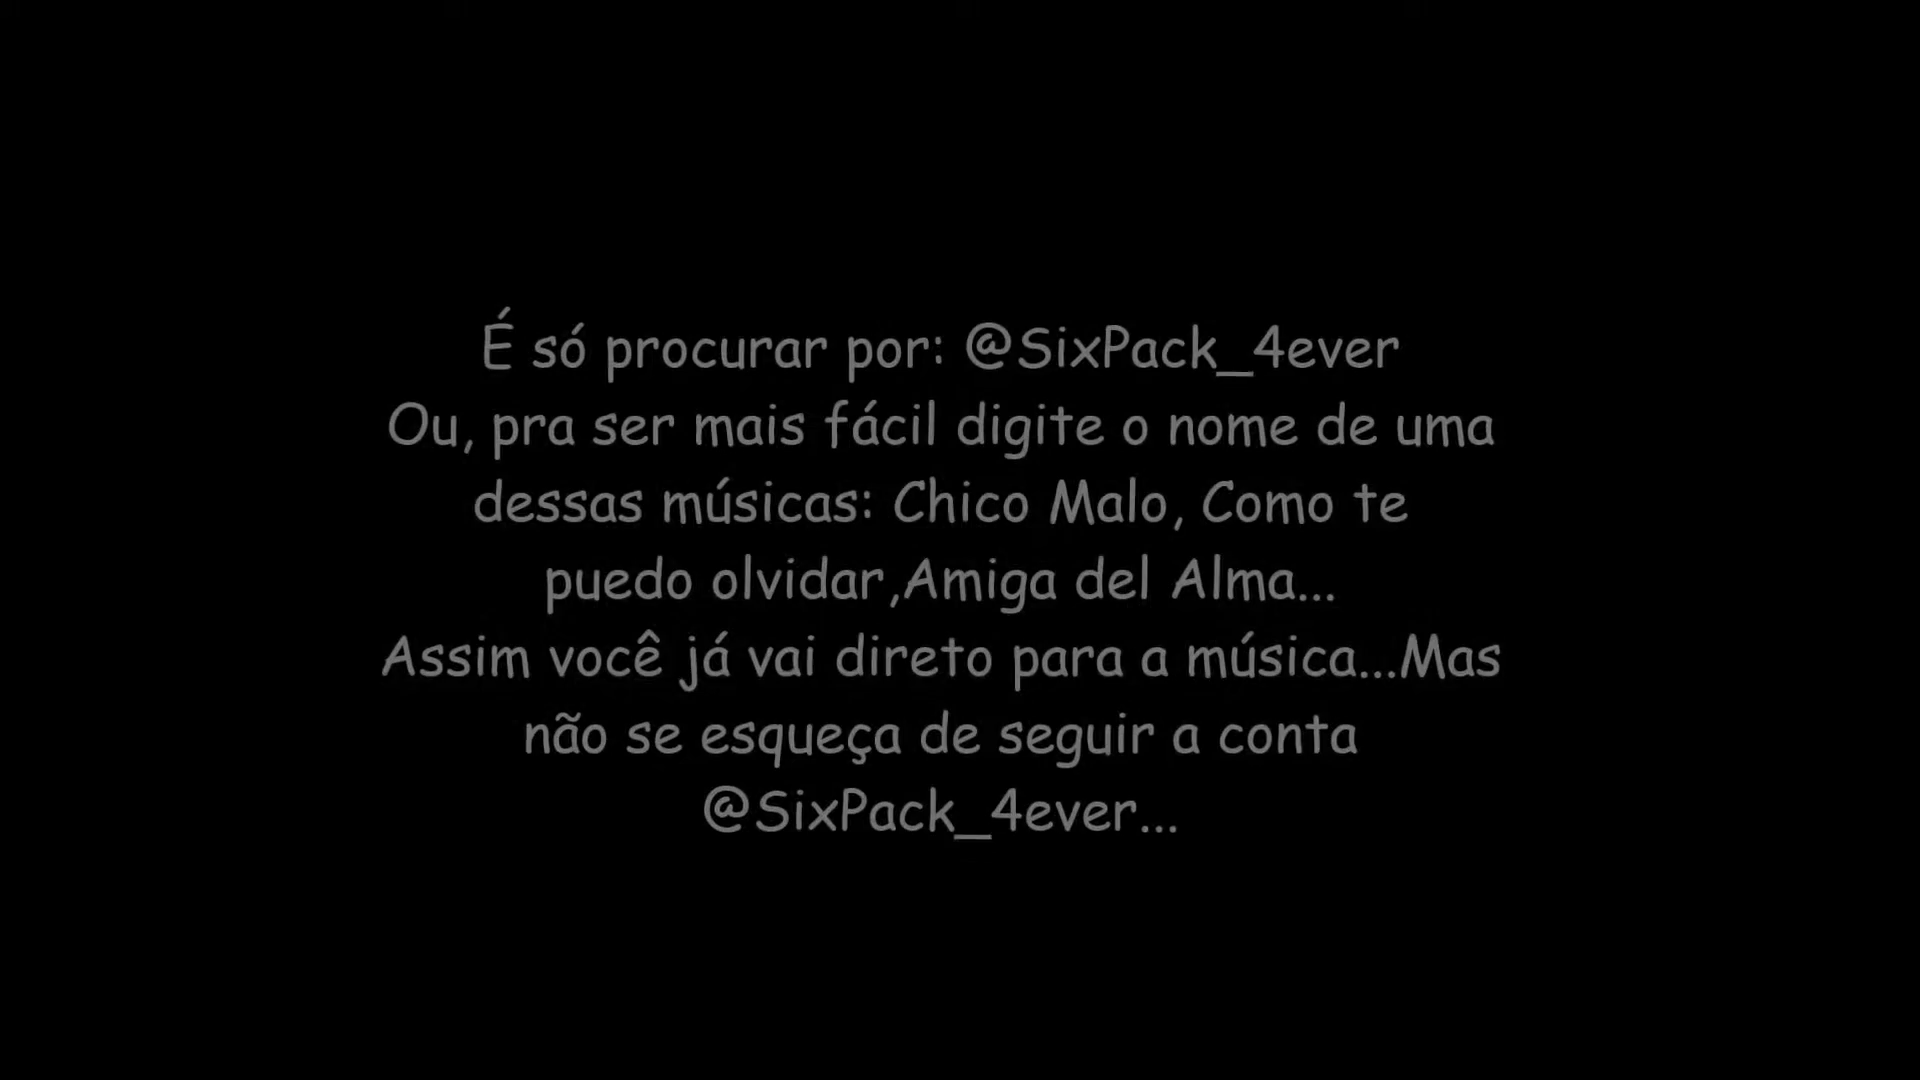 É só procurar por: @SixPack_4ever
Ou, pra ser mais fácil digite o nome de uma
dessas músicas: Chico Malo, Como te
puedo olvidar,Amiga del Alma...
Assim você já vai direto para a música...Mas
não se esqueça de seguir a conta
@SixPack_4ever...